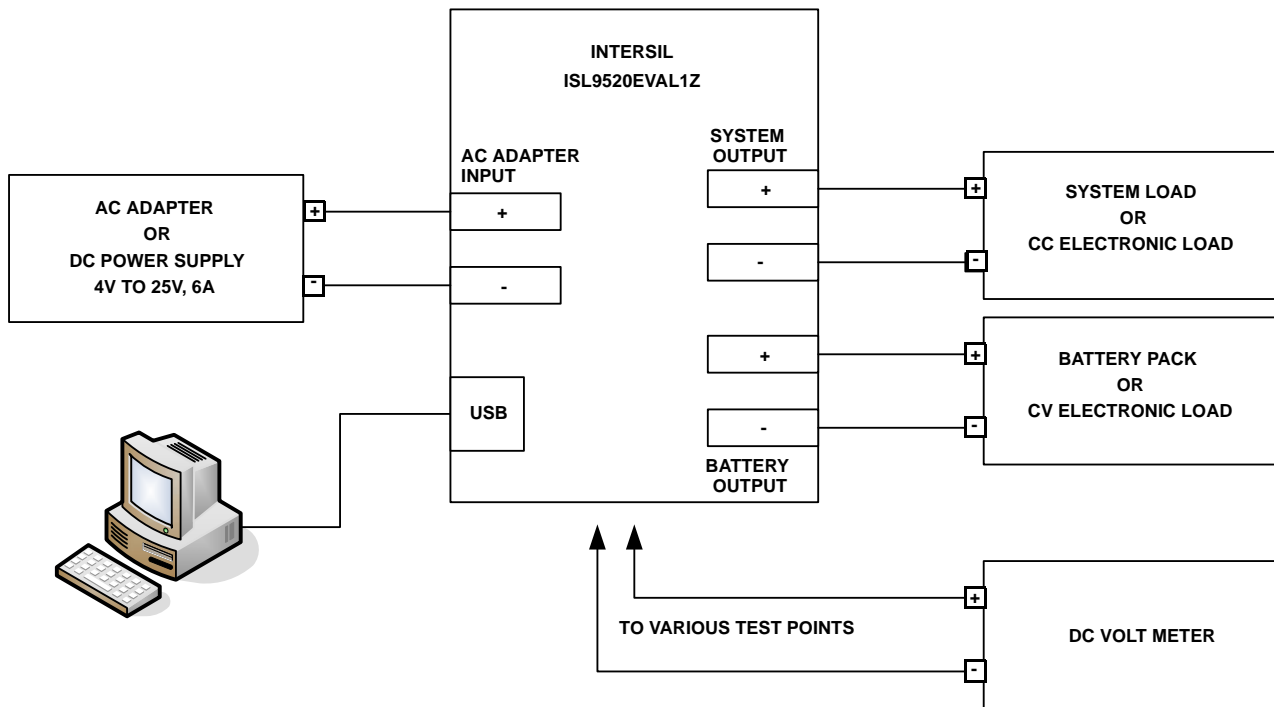 INTERSIL
ISL9520EVAL1Z
AC ADAPTER
INPUT
+
-
USB
SYSTEM
OUTPUT
+
-
+
-
BATTERY
OUTPUT
AC ADAPTER
OR
DC POWER SUPPLY
4V TO 25V, 6A
+
-
+
-
SYSTEM LOAD
OR
CC ELECTRONIC LOAD
+
-
BATTERY PACK
OR
CV ELECTRONIC LOAD
TO VARIOUS TEST POINTS
+
-
DC VOLT METER